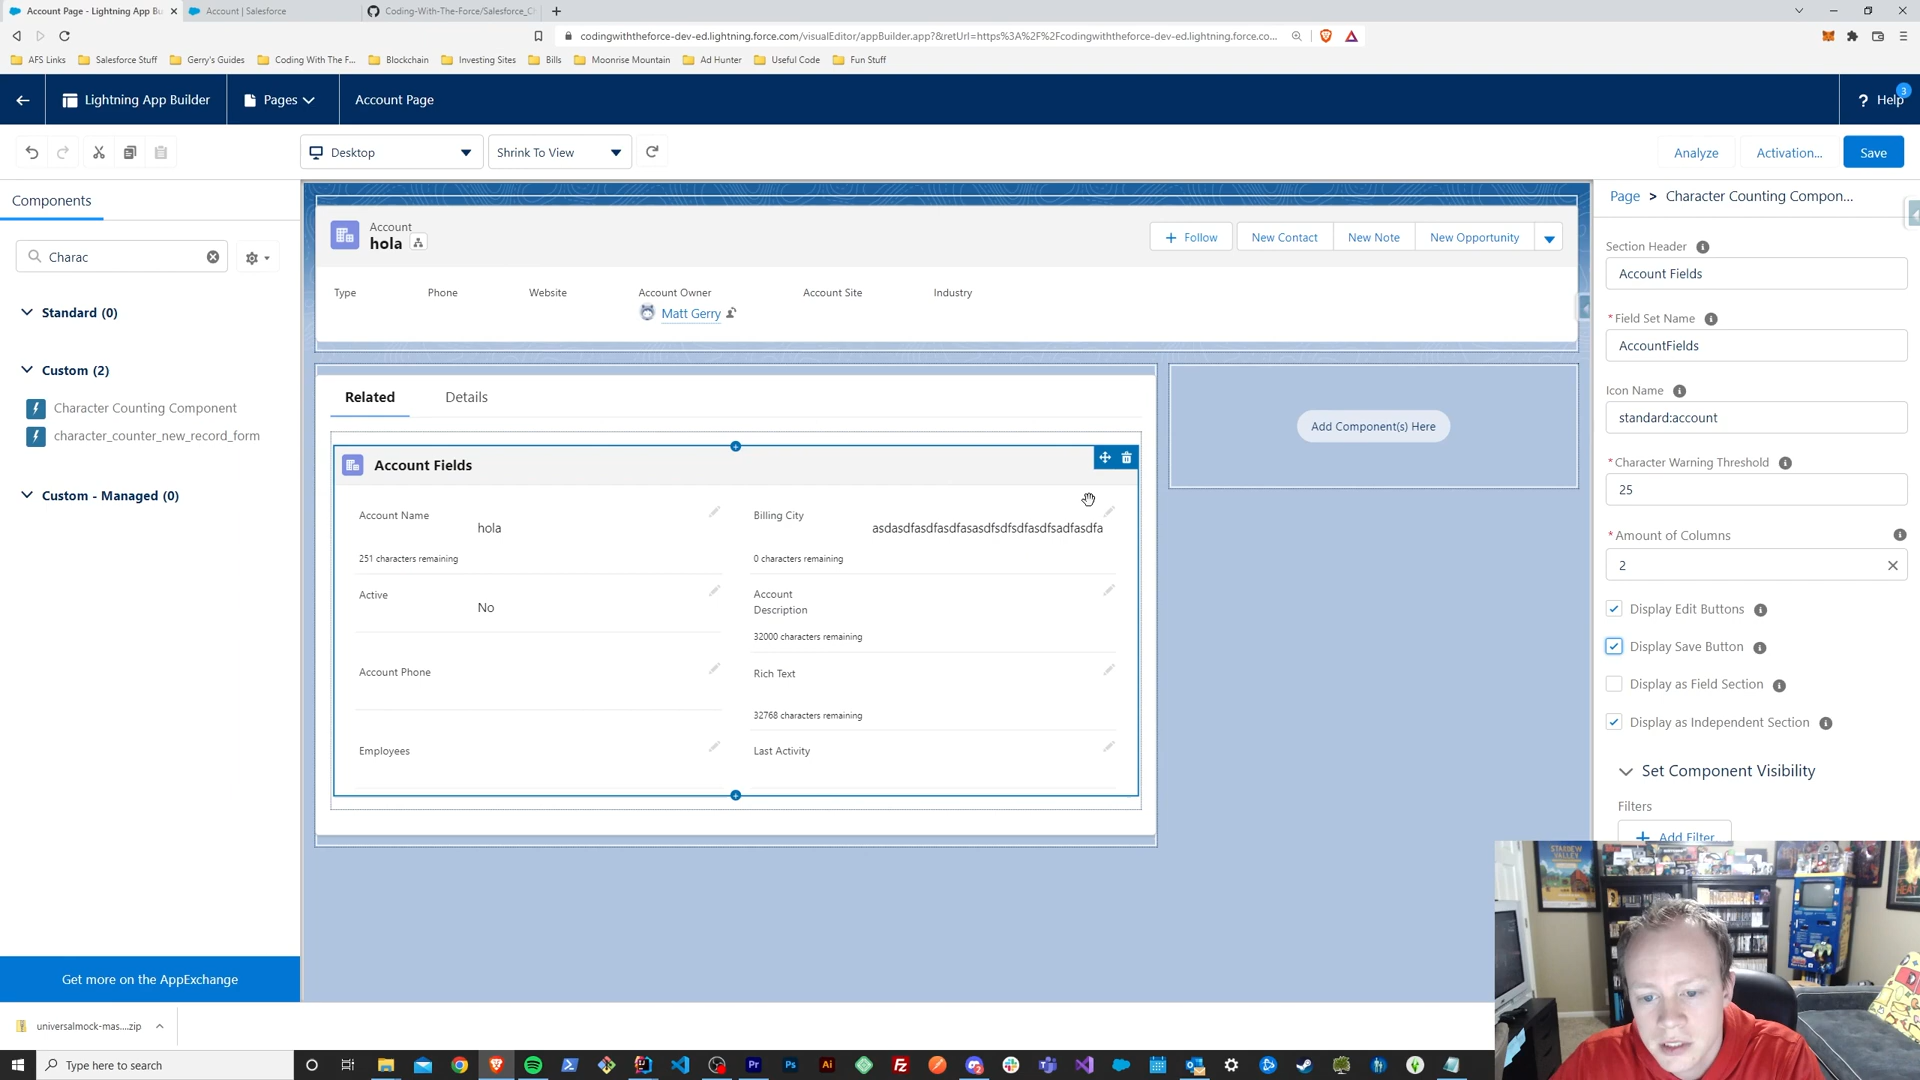 Account Page - Lightning App Bu
Account | Salesforce
Coding-With-The-Force/Salesforce_C
codingwiththeforce-dev-ed.lightning.force.com/visualEditor/appBuilder.app?&retUrl=https%3A%2F%2Fcodingwiththeforce-dev-ed.lightning.force.co...
AFS Links
Salesforce Stuff
Gerry's Guides
Coding With The F...
Blockchain
Investing Sites
Bills
Moonrise Mountain
Ad Hunter
Useful Code
Fun Stuff
Lightning App Builder
Pages
Account Page
? Help
3
Desktop
Shrink To View
Analyze
Activation...
Save
Components
Charac
Standard (0)
Custom (2)
Character Counting Component
character_counter_new_record_form
Custom - Managed (0)
Get more on the AppExchange
Account
hola
+ Follow
New Contact
New Note
New Opportunity
Type
Phone
Website
Account Owner
Account Site
Industry
Matt Gerry
Related
Details
Add Component(s) Here
Account Fields
Account Name
hola
251 characters remaining
Billing City
asdasdfasdfasdfasasdfsdfsdfasdfsadfasdfa
0 characters remaining
Active
No
Account
Description
32000 characters remaining
Account Phone
Rich Text
32768 characters remaining
Employees
Last Activity
Page > Character Counting Compon...
Section Header
Account Fields
* Field Set Name
AccountFields
Icon Name
standard:account
* Character Warning Threshold
25
* Amount of Columns
2
Display Edit Buttons
Display Save Button
Display as Field Section
Display as Independent Section
Set Component Visibility
Filters
+ Add Filter
STARDEW
VALLEY
universalmock-mas....zip
Type here to search